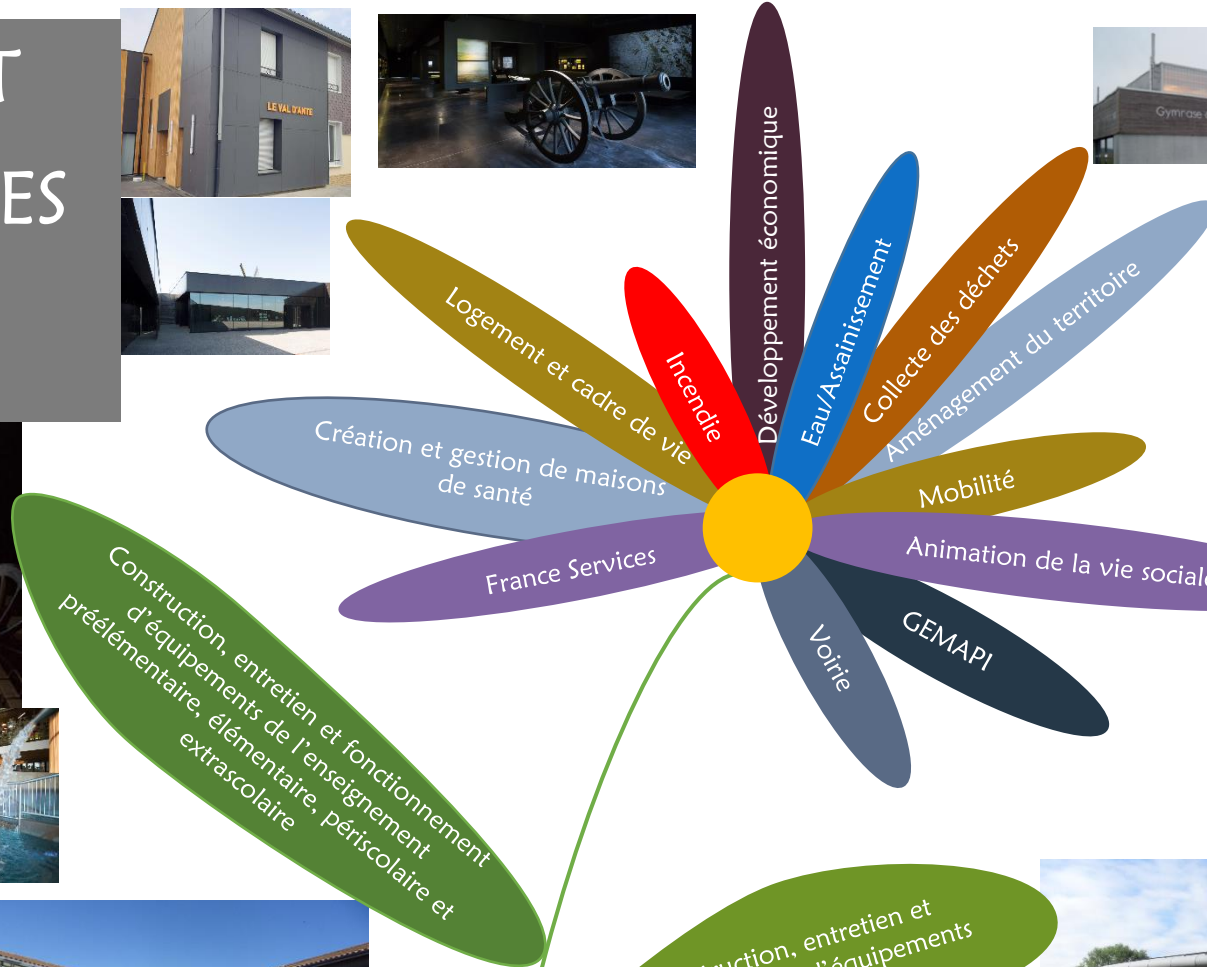 T
ES
LE VAL D'ANTE
Gymnase
Développement économique
Eau/Assainissement
Collecte des déchets
Aménagement du territoire
Logement et cadre de vie
Incendie
Création et gestion de maisons
de santé
Mobilité
France Services
Animation de la vie sociale
GEMAPI
Voirie
Construction, entretien et fonctionnement
d'équipements de l'enseignement
préélémentaire, élémentaire, périscolaire et
extrascolaire
entretien et
d'équipements